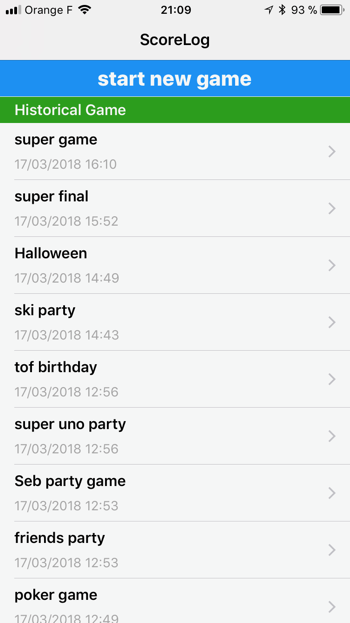 Orange F 21:09 93 %
ScoreLog
start new game
Historical Game
super game
17/03/2018 16:10
super final
17/03/2018 15:52
Halloween
17/03/2018 14:49
ski party
17/03/2018 14:43
tof birthday
17/03/2018 12:56
super uno party
17/03/2018 12:56
Seb party game
17/03/2018 12:53
friends party
17/03/2018 12:53
poker game
17/03/2018 12:49